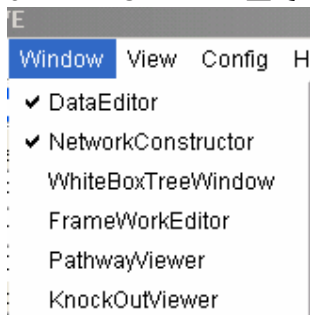 Window View Config H
✔ DataEditor
✔ NetworkConstructor
WhiteBoxTreeWindow
FrameWorkEditor
PathwayViewer
KnockOutViewer